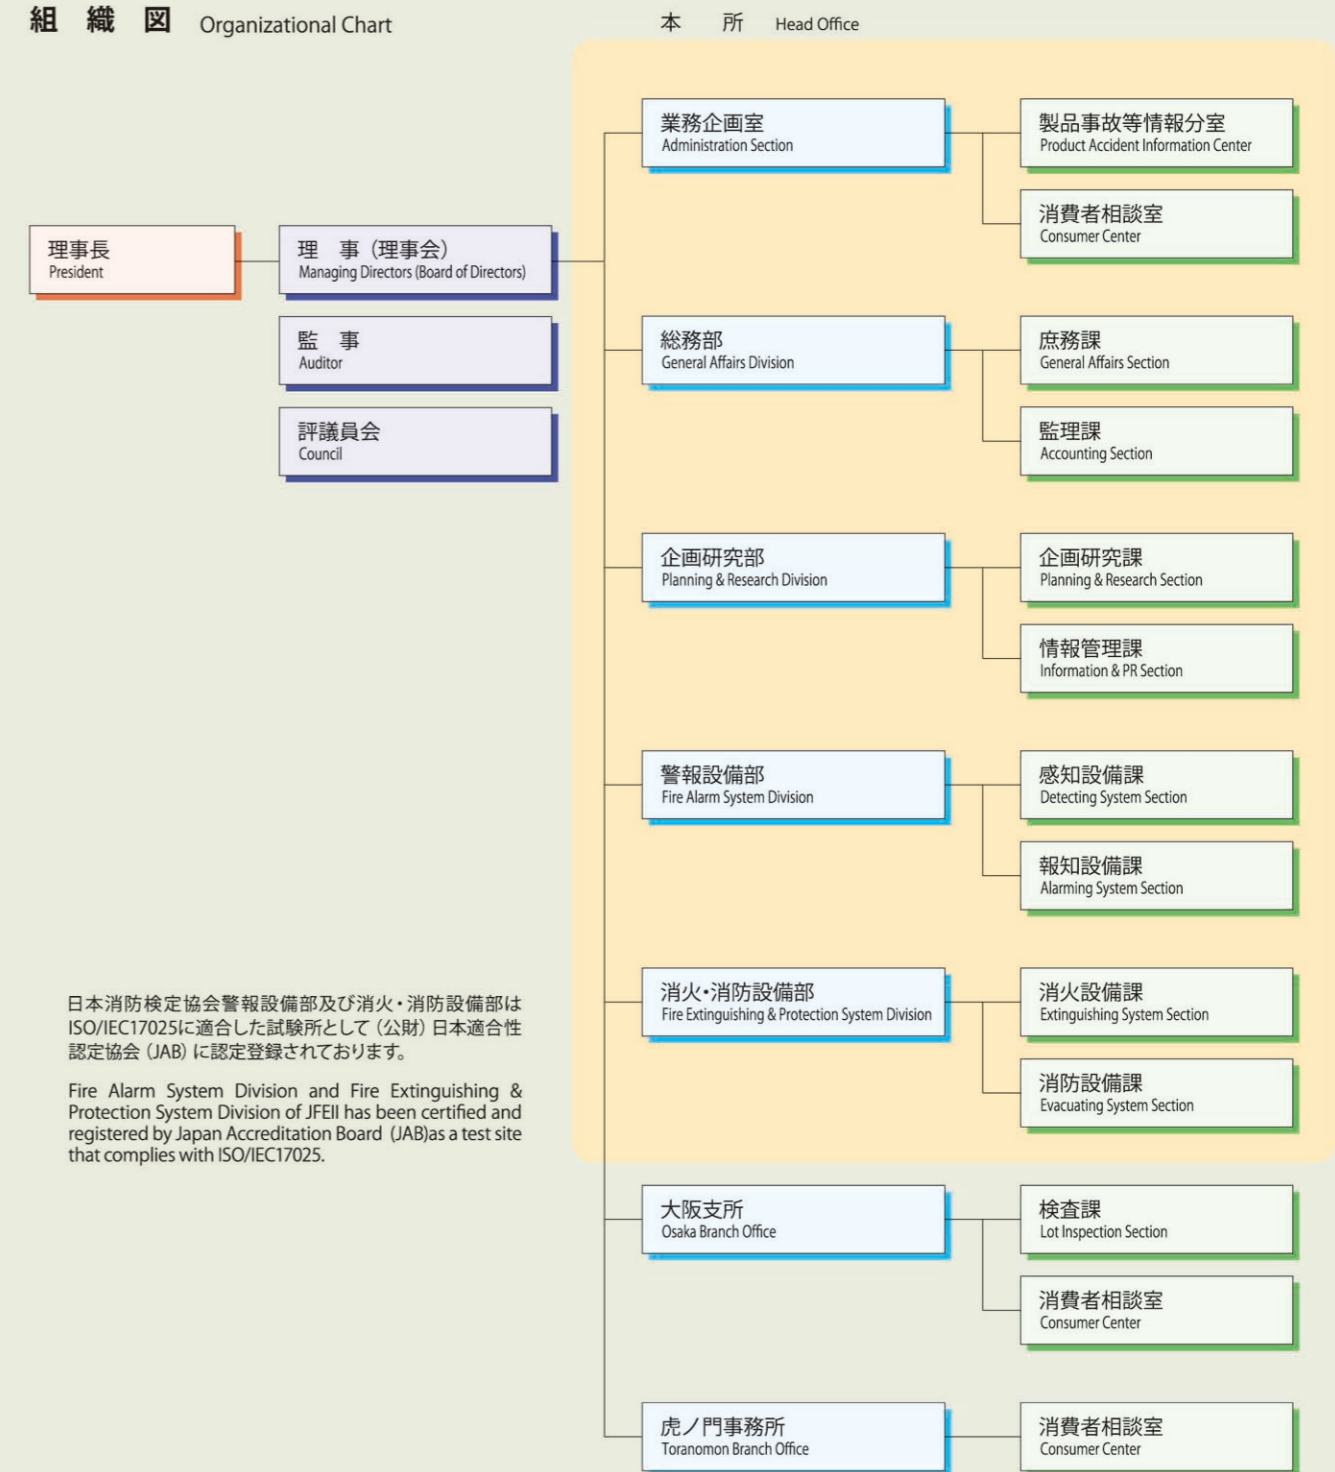 組 織 図 Organizational Chart
本 所 Head Office
理事長
President
理 事（理事会）
Managing Directors (Board of Directors)
監 事
Auditor
評議員会
Council
業務企画室
Administration Section
製品事故等情報分室
Product Accident Information Center
消費者相談室
Consumer Center
総務部
General Affairs Division
庶務課
General Affairs Section
監理課
Accounting Section
企画研究部
Planning & Research Division
企画研究課
Planning & Research Section
情報管理課
Information & PR Section
警報設備部
Fire Alarm System Division
感知設備課
Detecting System Section
報知設備課
Alarming System Section
消火・消防設備部
Fire Extinguishing & Protection System Division
消火設備課
Extinguishing System Section
消防設備課
Evacuating System Section
大阪支所
Osaka Branch Office
検査課
Lot Inspection Section
消費者相談室
Consumer Center
虎ノ門事務所
Toranomon Branch Office
消費者相談室
Consumer Center
日本消防検定協会警報設備部及び消火・消防設備部は
ISO/IEC17025に適合した試験所として（公財）日本適合性
認定協会（JAB）に認定登録されております。
Fire Alarm System Division and Fire Extinguishing &
Protection System Division of JFEII has been certified and
registered by Japan Accreditation Board (JAB)as a test site
that complies with ISO/IEC17025.